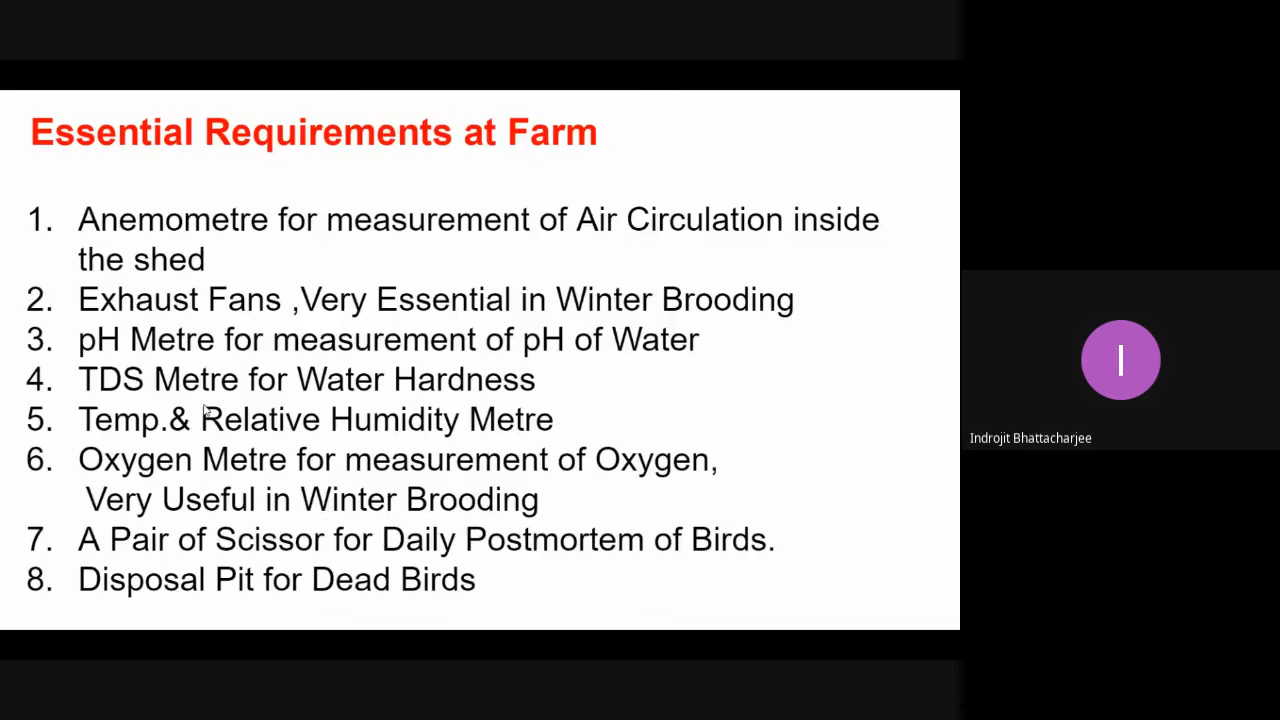 Essential Requirements at Farm
1. Anemometre for measurement of Air Circulation inside
the shed
2. Exhaust Fans ,Very Essential in Winter Brooding
3. pH Metre for measurement of pH of Water
4. TDS Metre for Water Hardness
5. Temp.& Relative Humidity Metre
6. Oxygen Metre for measurement of Oxygen,
Very Useful in Winter Brooding
7. A Pair of Scissor for Daily Postmortem of Birds.
8. Disposal Pit for Dead Birds
I
Indrojit Bhattacharjee